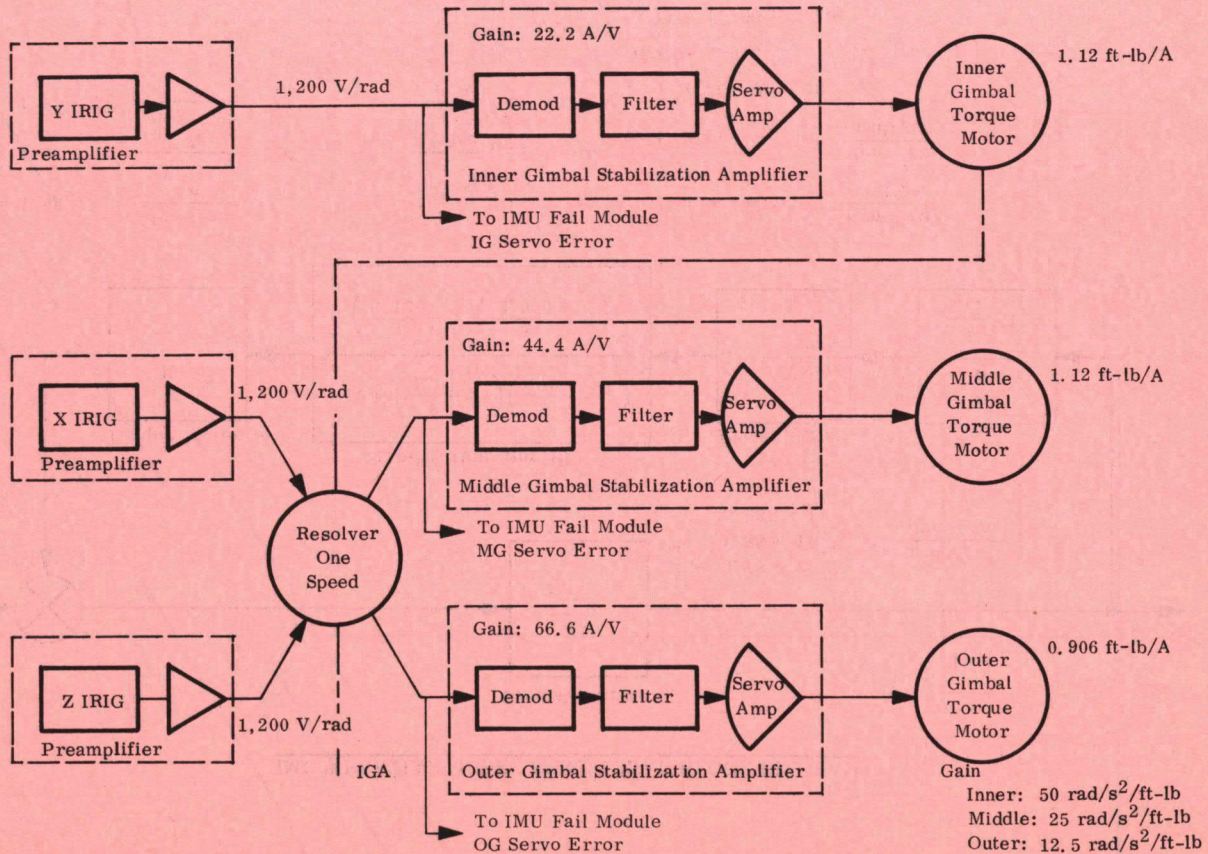 Gain: 22.2 A/V
1.12 ft-lb/A
Y IRIG
Preamplifier
1,200 V/rad
Demod
Filter
Servo
Amp
Inner
Gimbal
Torque
Motor
Inner Gimbal Stabilization Amplifier
To IMU Fail Module
IG Servo Error
Gain: 44.4 A/V
1.12 ft-lb/A
X IRIG
Preamplifier
1,200 V/rad
Demod
Filter
Servo
Amp
Middle
Gimbal
Torque
Motor
Middle Gimbal Stabilization Amplifier
To IMU Fail Module
MG Servo Error
Resolver
One
Speed
Gain: 66.6 A/V
0.906 ft-lb/A
Z IRIG
Preamplifier
1,200 V/rad
Demod
Filter
Servo
Amp
Outer
Gimbal
Torque
Motor
IGA
Outer Gimbal Stabilization Amplifier
To IMU Fail Module
OG Servo Error
Gain
Inner: 50 rad/s²/ft-lb
Middle: 25 rad/s²/ft-lb
Outer: 12.5 rad/s²/ft-lb